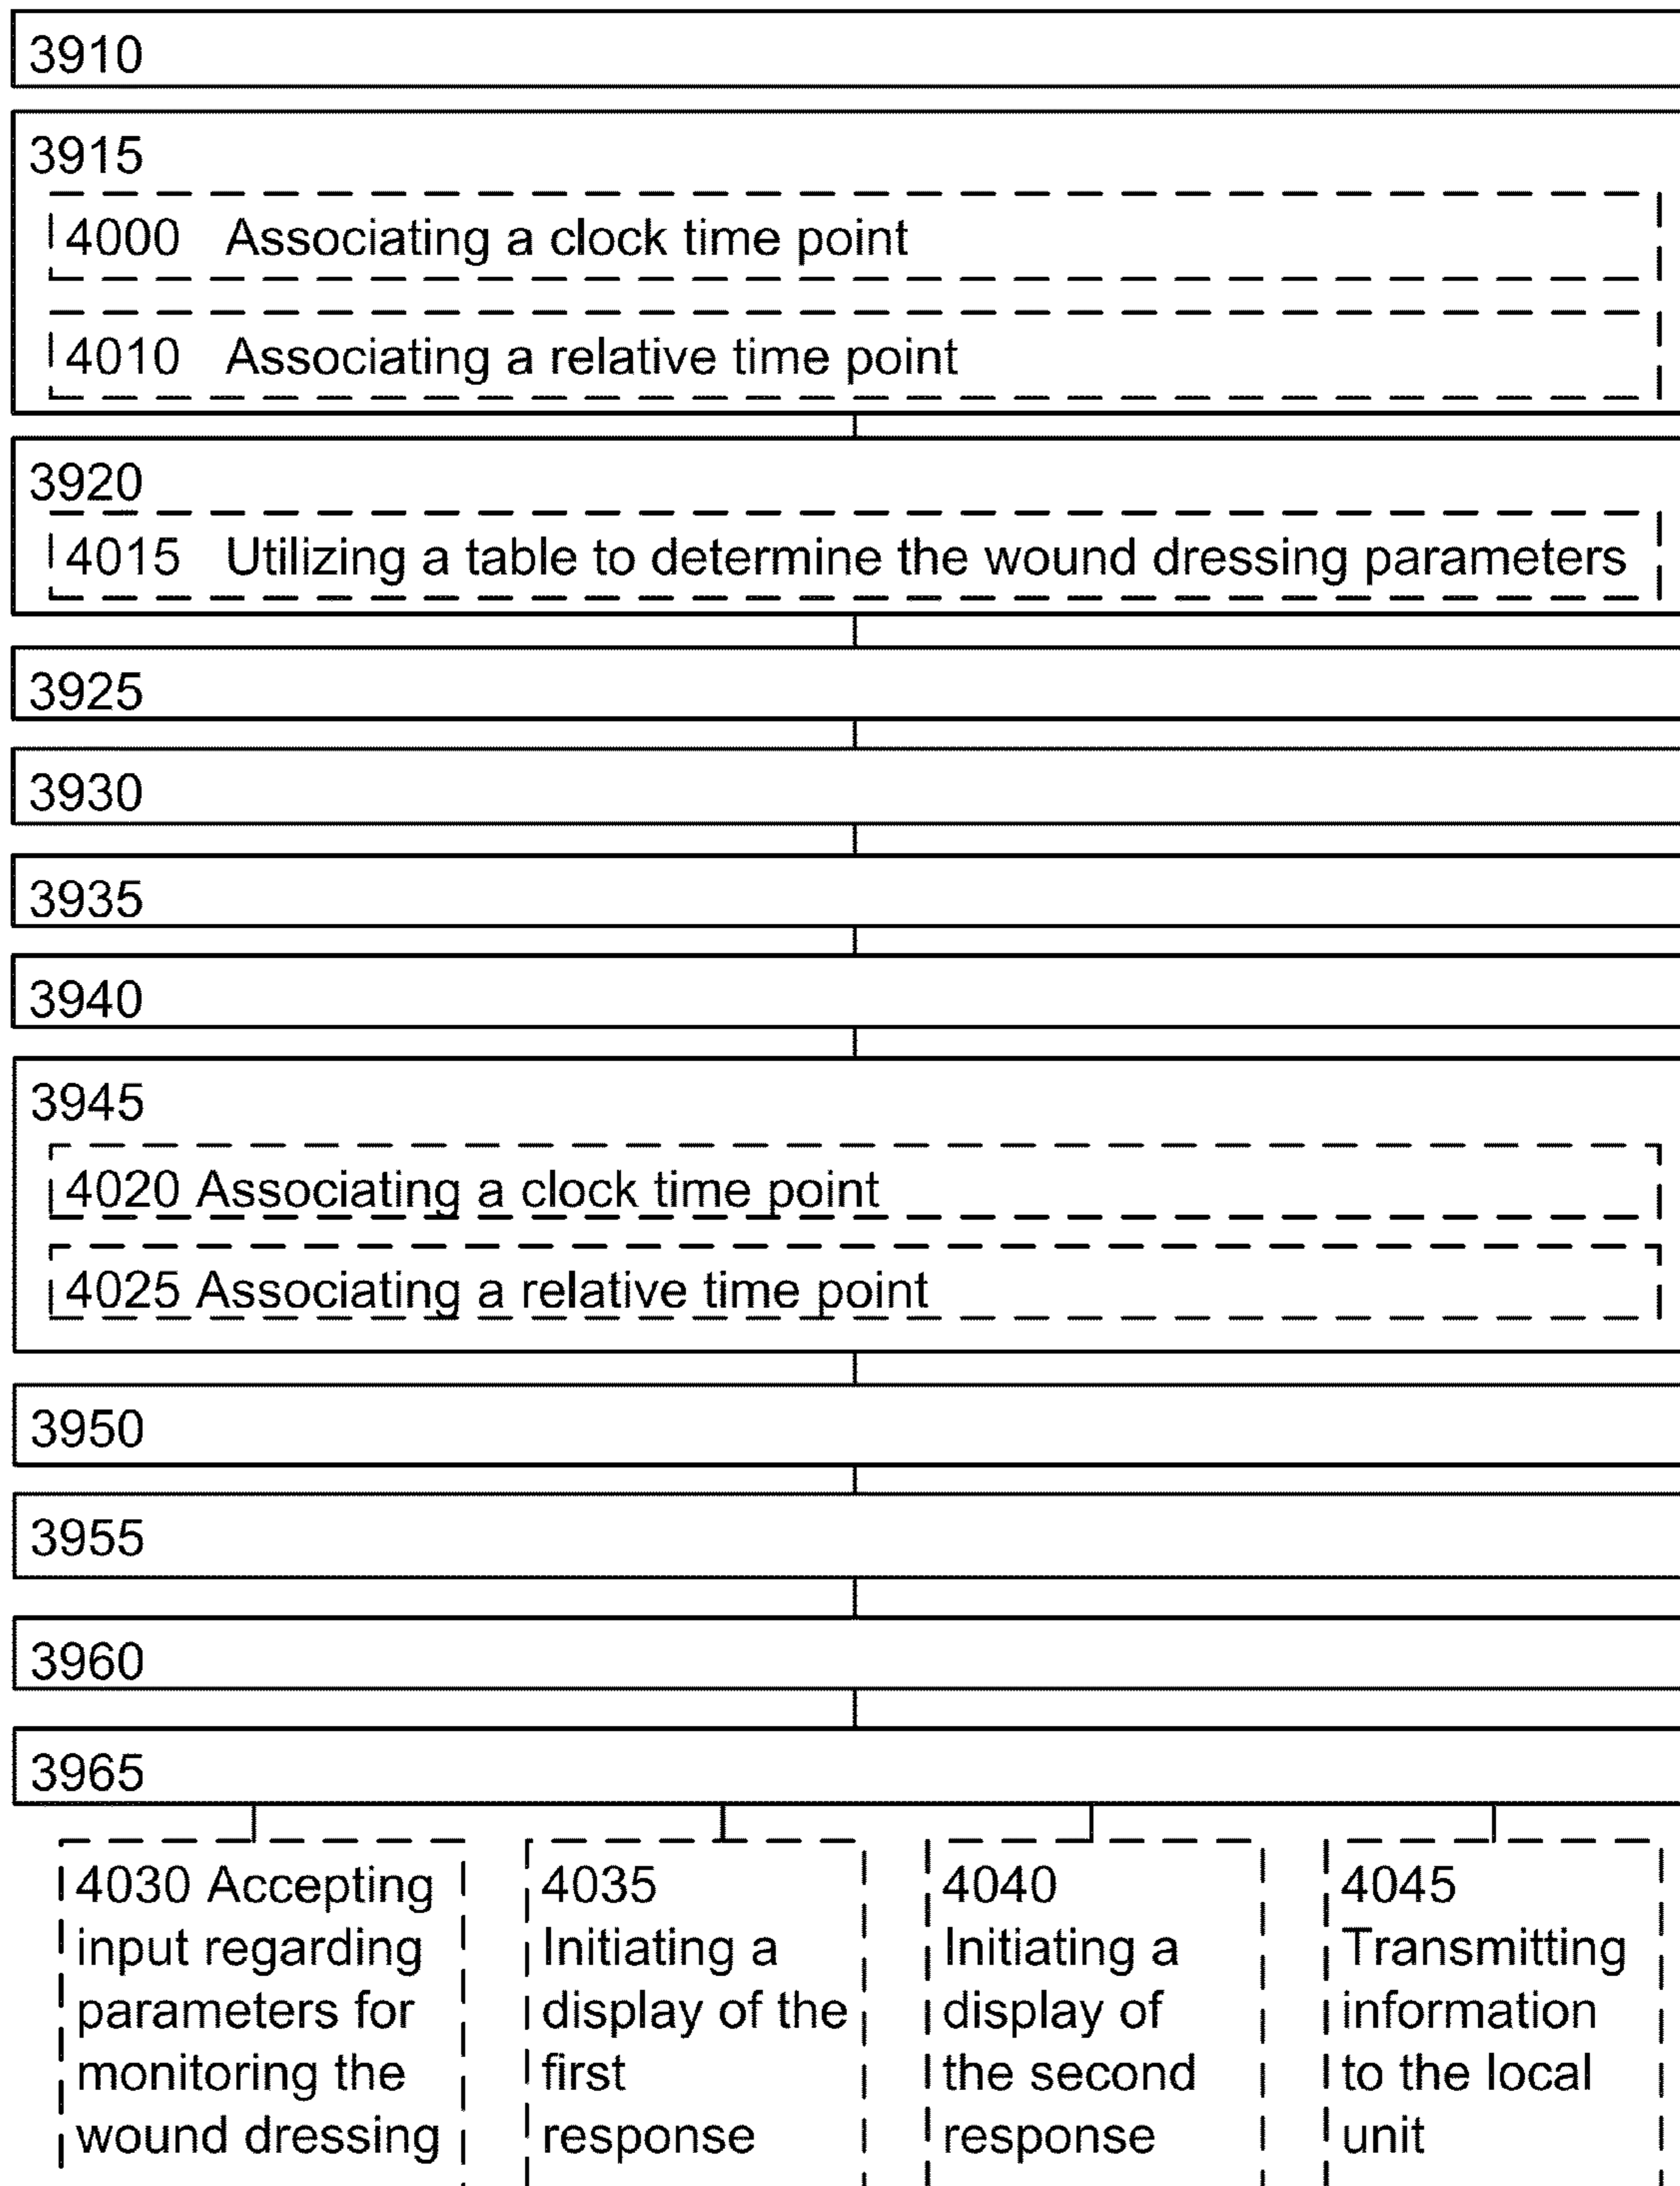 3910
3915
4000 Associating a clock time point
4010 Associating a relative time point
3920
4015 Utilizing a table to determine the wound dressing parameters
3925
3930
3935
3940
3945
4020 Associating a clock time point
4025 Associating a relative time point
3950
3955
3960
3965
4030 Accepting
input regarding
parameters for
monitoring the
wound dressing
4035
Initiating a
display of the
first
response
4040
Initiating a
display of
the second
response
4045
Transmitting
information
to the local
unit